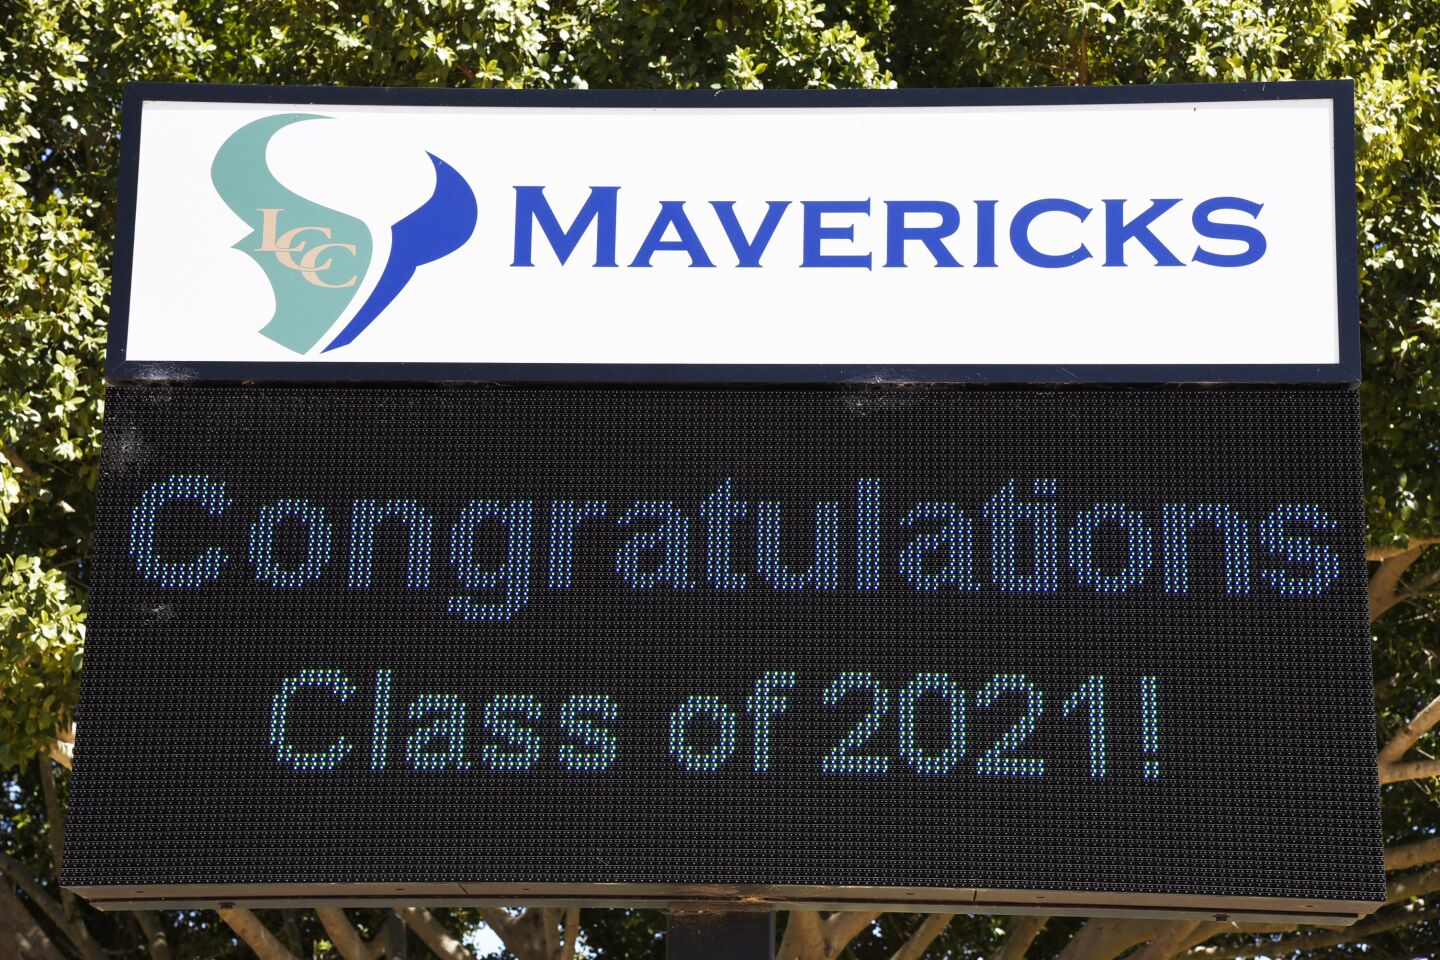 LCC
MAVERICKS
Congratulations
Class of 2021!